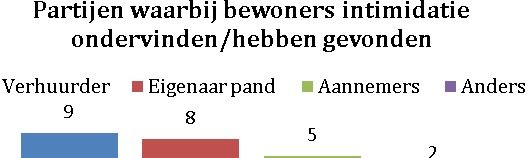 Partijen waarbij bewoners intimidatie
ondervinden/hebben gevonden
Verhuurder Eigenaar pand Aannemers Anders
9 8 5 2